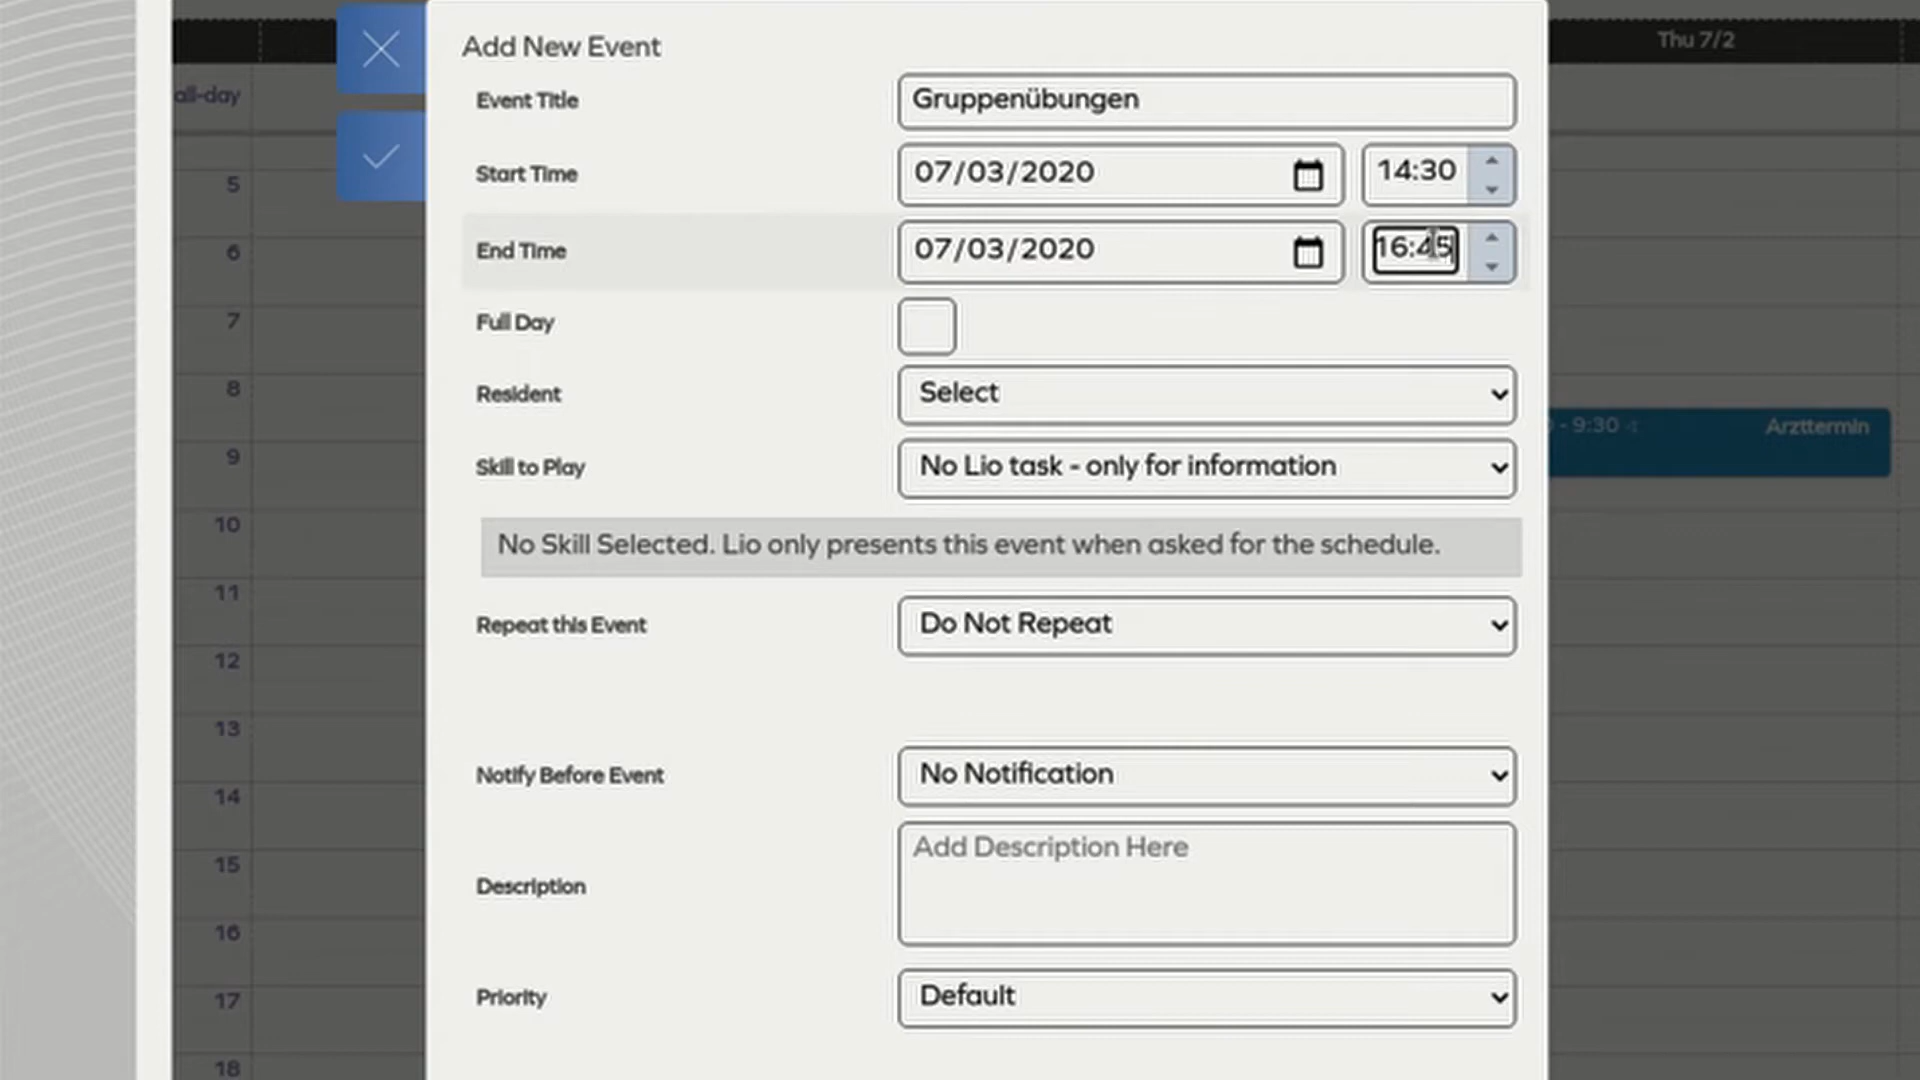 Thu 7/2
Add New Event
all-day
Event Title
Gruppenübungen
Start Time
07/03/2020
14:30
5
End Time
07/03/2020
16:45
6
Full Day
7
Resident
Select
8
- 9:30
Arzttermin
Skill to Play
No Lio task - only for information
9
No Skill Selected. Lio only presents this event when asked for the schedule.
10
11
Repeat this Event
Do Not Repeat
12
13
Notify Before Event
No Notification
14
Add Description Here
15
Description
16
Priority
Default
17
18